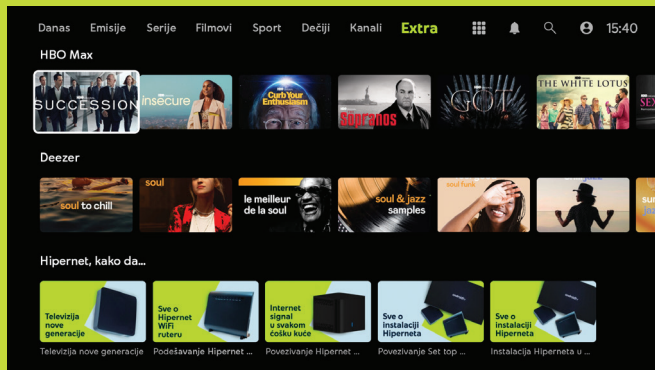 Danas Emisije Serije Filmovi Sport Dečiji Kanali Extra 15:40
HBO Max
SUCCESSION
insecure
Curb Your
Enthusiasm
Sopranos
GOT
THE WHITE LOTUS
Deezer
soul to chill
soul
le meilleur
de la soul
soul & jazz
samples
soul funk
Hipernet, kako da...
Televizija
nove
generacije
Sve o
Hipernet
WiFi
ruteru
Internet
signal
u svakom
ćošku kuće
Sve o
instalaciji
Hiperneta
Sve o
instalaciji
Hiperneta
Televizija nove generacije
Podešavanje Hipernet ...
Povezivanje Hipernet ...
Povezivanje Set top ...
Instalacija Hiperneta u ...